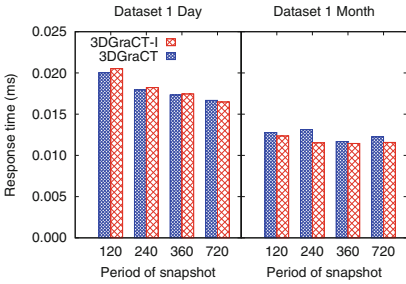 Dataset 1 Day Dataset 1 Month
3DGraCT-I
3DGraCT
Response time (ms)
0.025
0.020
0.015
0.010
0.005
0.000
120 240 360 720 120 240 360 720
Period of snapshot Period of snapshot